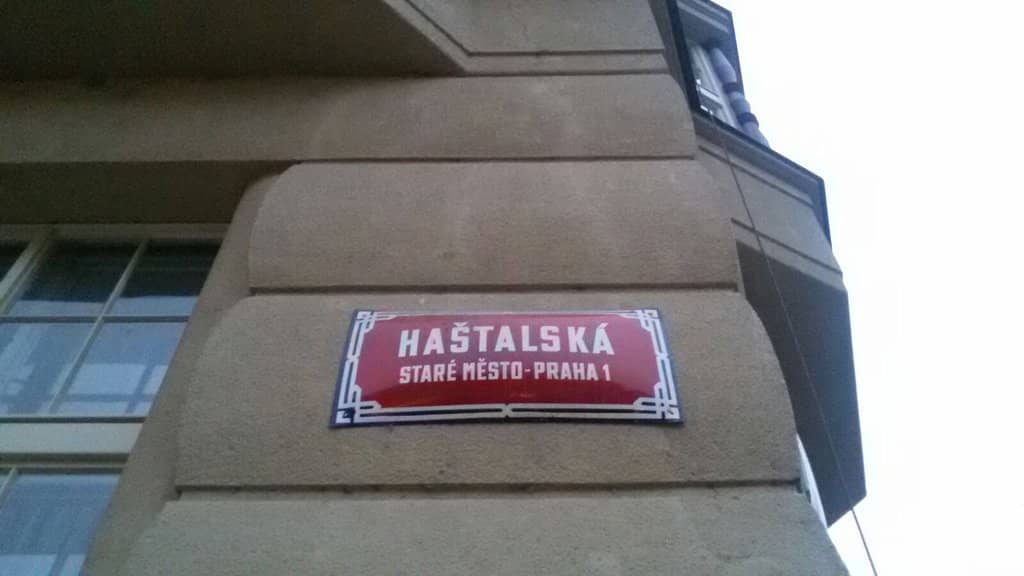 HAŠTALSKÁ
STARÉ MĚSTO-PRAHA 1